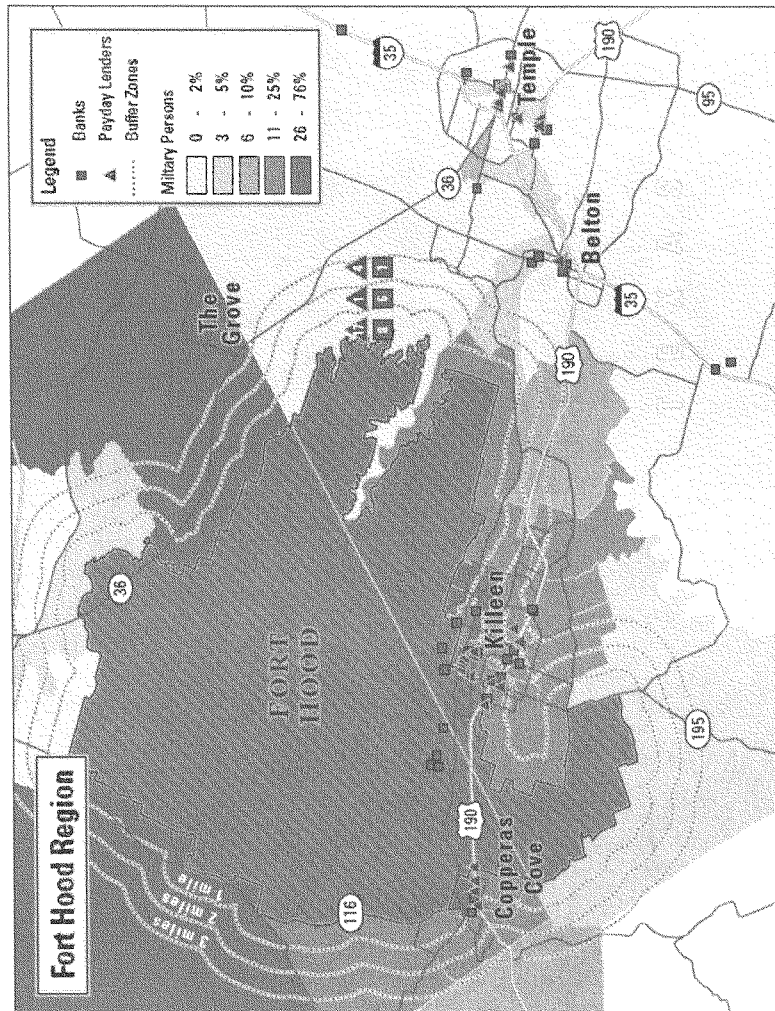 Fort Hood Region
Legend
Banks
Payday Lenders
Buffer Zones
Miltary Persons
0 - 2%
3 - 5%
6 - 10%
11 - 25%
26 - 76%
1 mile
2 miles
3 miles
36
FORT
HOOD
The
Grove
116
190
Copperas
Cove
Killeen
195
190
35
Belton
36
35
Temple
190
95